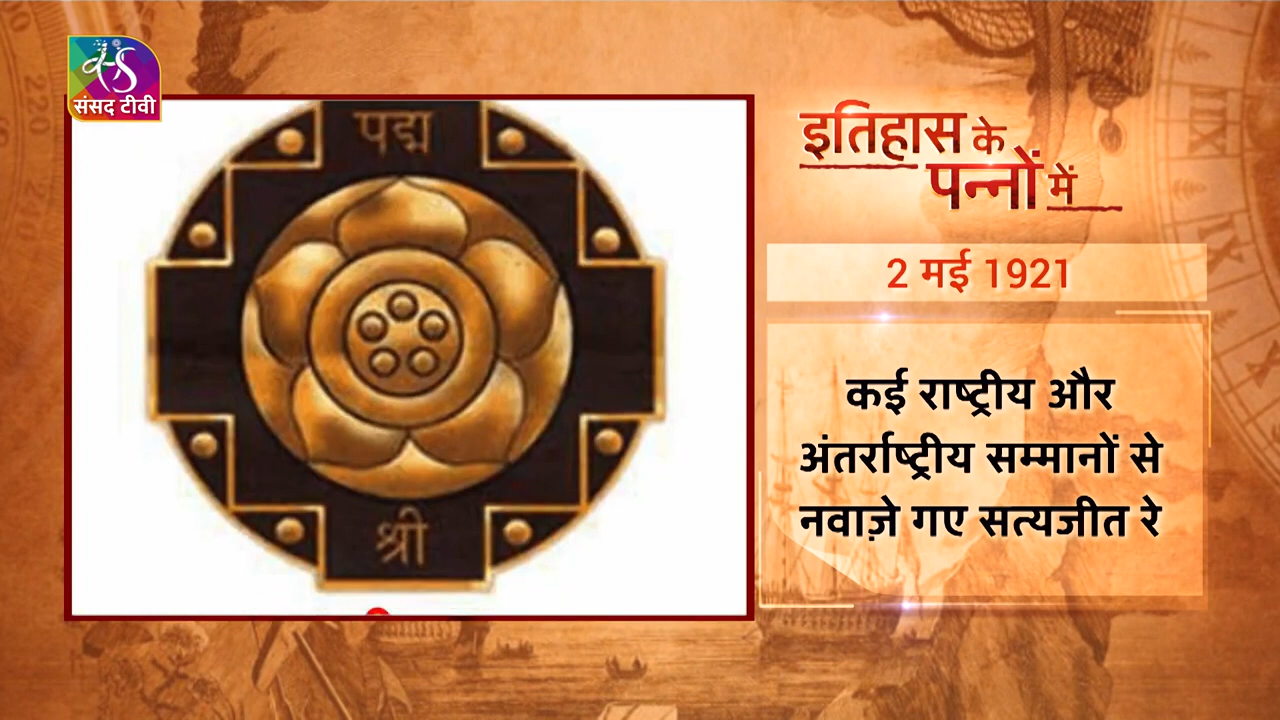 संसद टीवी
पद्म
श्री
इतिहास के
पन्नों में
2 मई 1921
कई राष्ट्रीय और
अंतर्राष्ट्रीय सम्मानों से
नवाज़े गए सत्यजीत रे